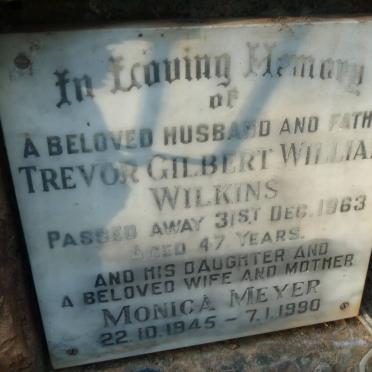 In Loving Memory
of
A BELOVED HUSBAND AND FATH
TREVOR GILBERT WILLIA
WILKINS
PASSED AWAY 31ST DEC. 1963
AGED 47 YEARS.
AND HIS DAUGHTER AND
A BELOVED WIFE AND MOTHER
MONICA MEYER
22.10.1945 – 7.1.1990